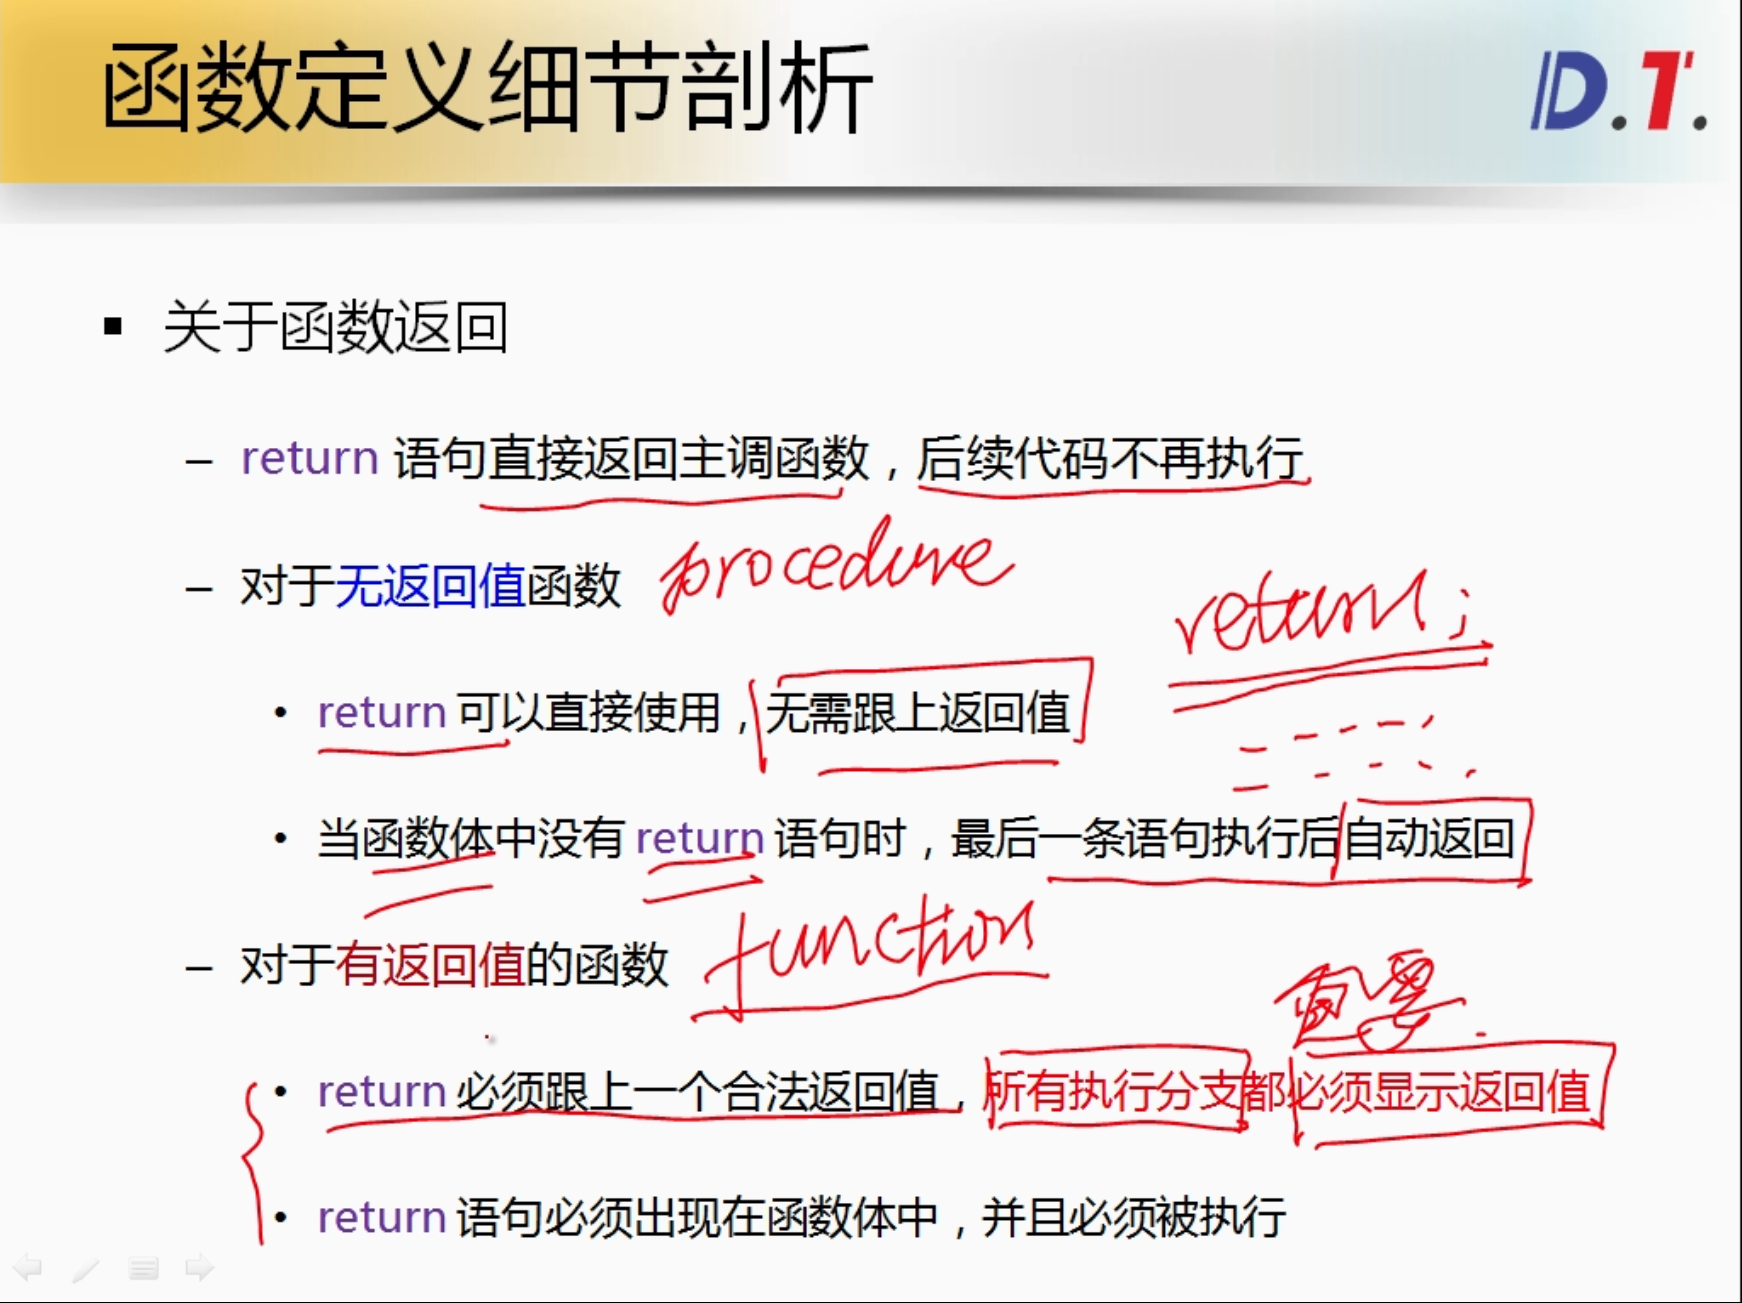 函数定义细节剖析
D.T.
关于函数返回
return 语句直接返回主调函数，后续代码不再执行
对于无返回值函数 procedure
return;
return 可以直接使用，无需跟上返回值
当函数体中没有 return 语句时，最后一条语句执行后自动返回
对于有返回值的函数 function
重要
return 必须跟上一个合法返回值，所有执行分支都必须显示返回值
return 语句必须出现在函数体中，并且必须被执行